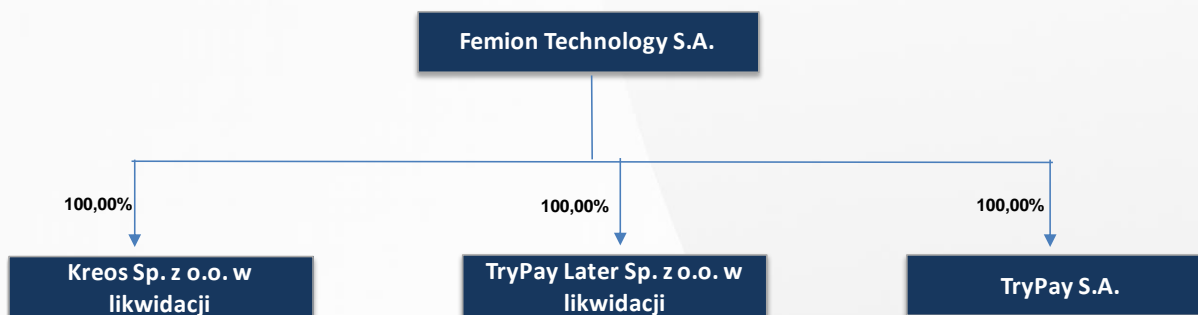 Femion Technology S.A.
100,00%
100,00%
100,00%
Kreos Sp. z o.o. w
likwidacji
TryPay Later Sp. z o.o. w
likwidacji
TryPay S.A.